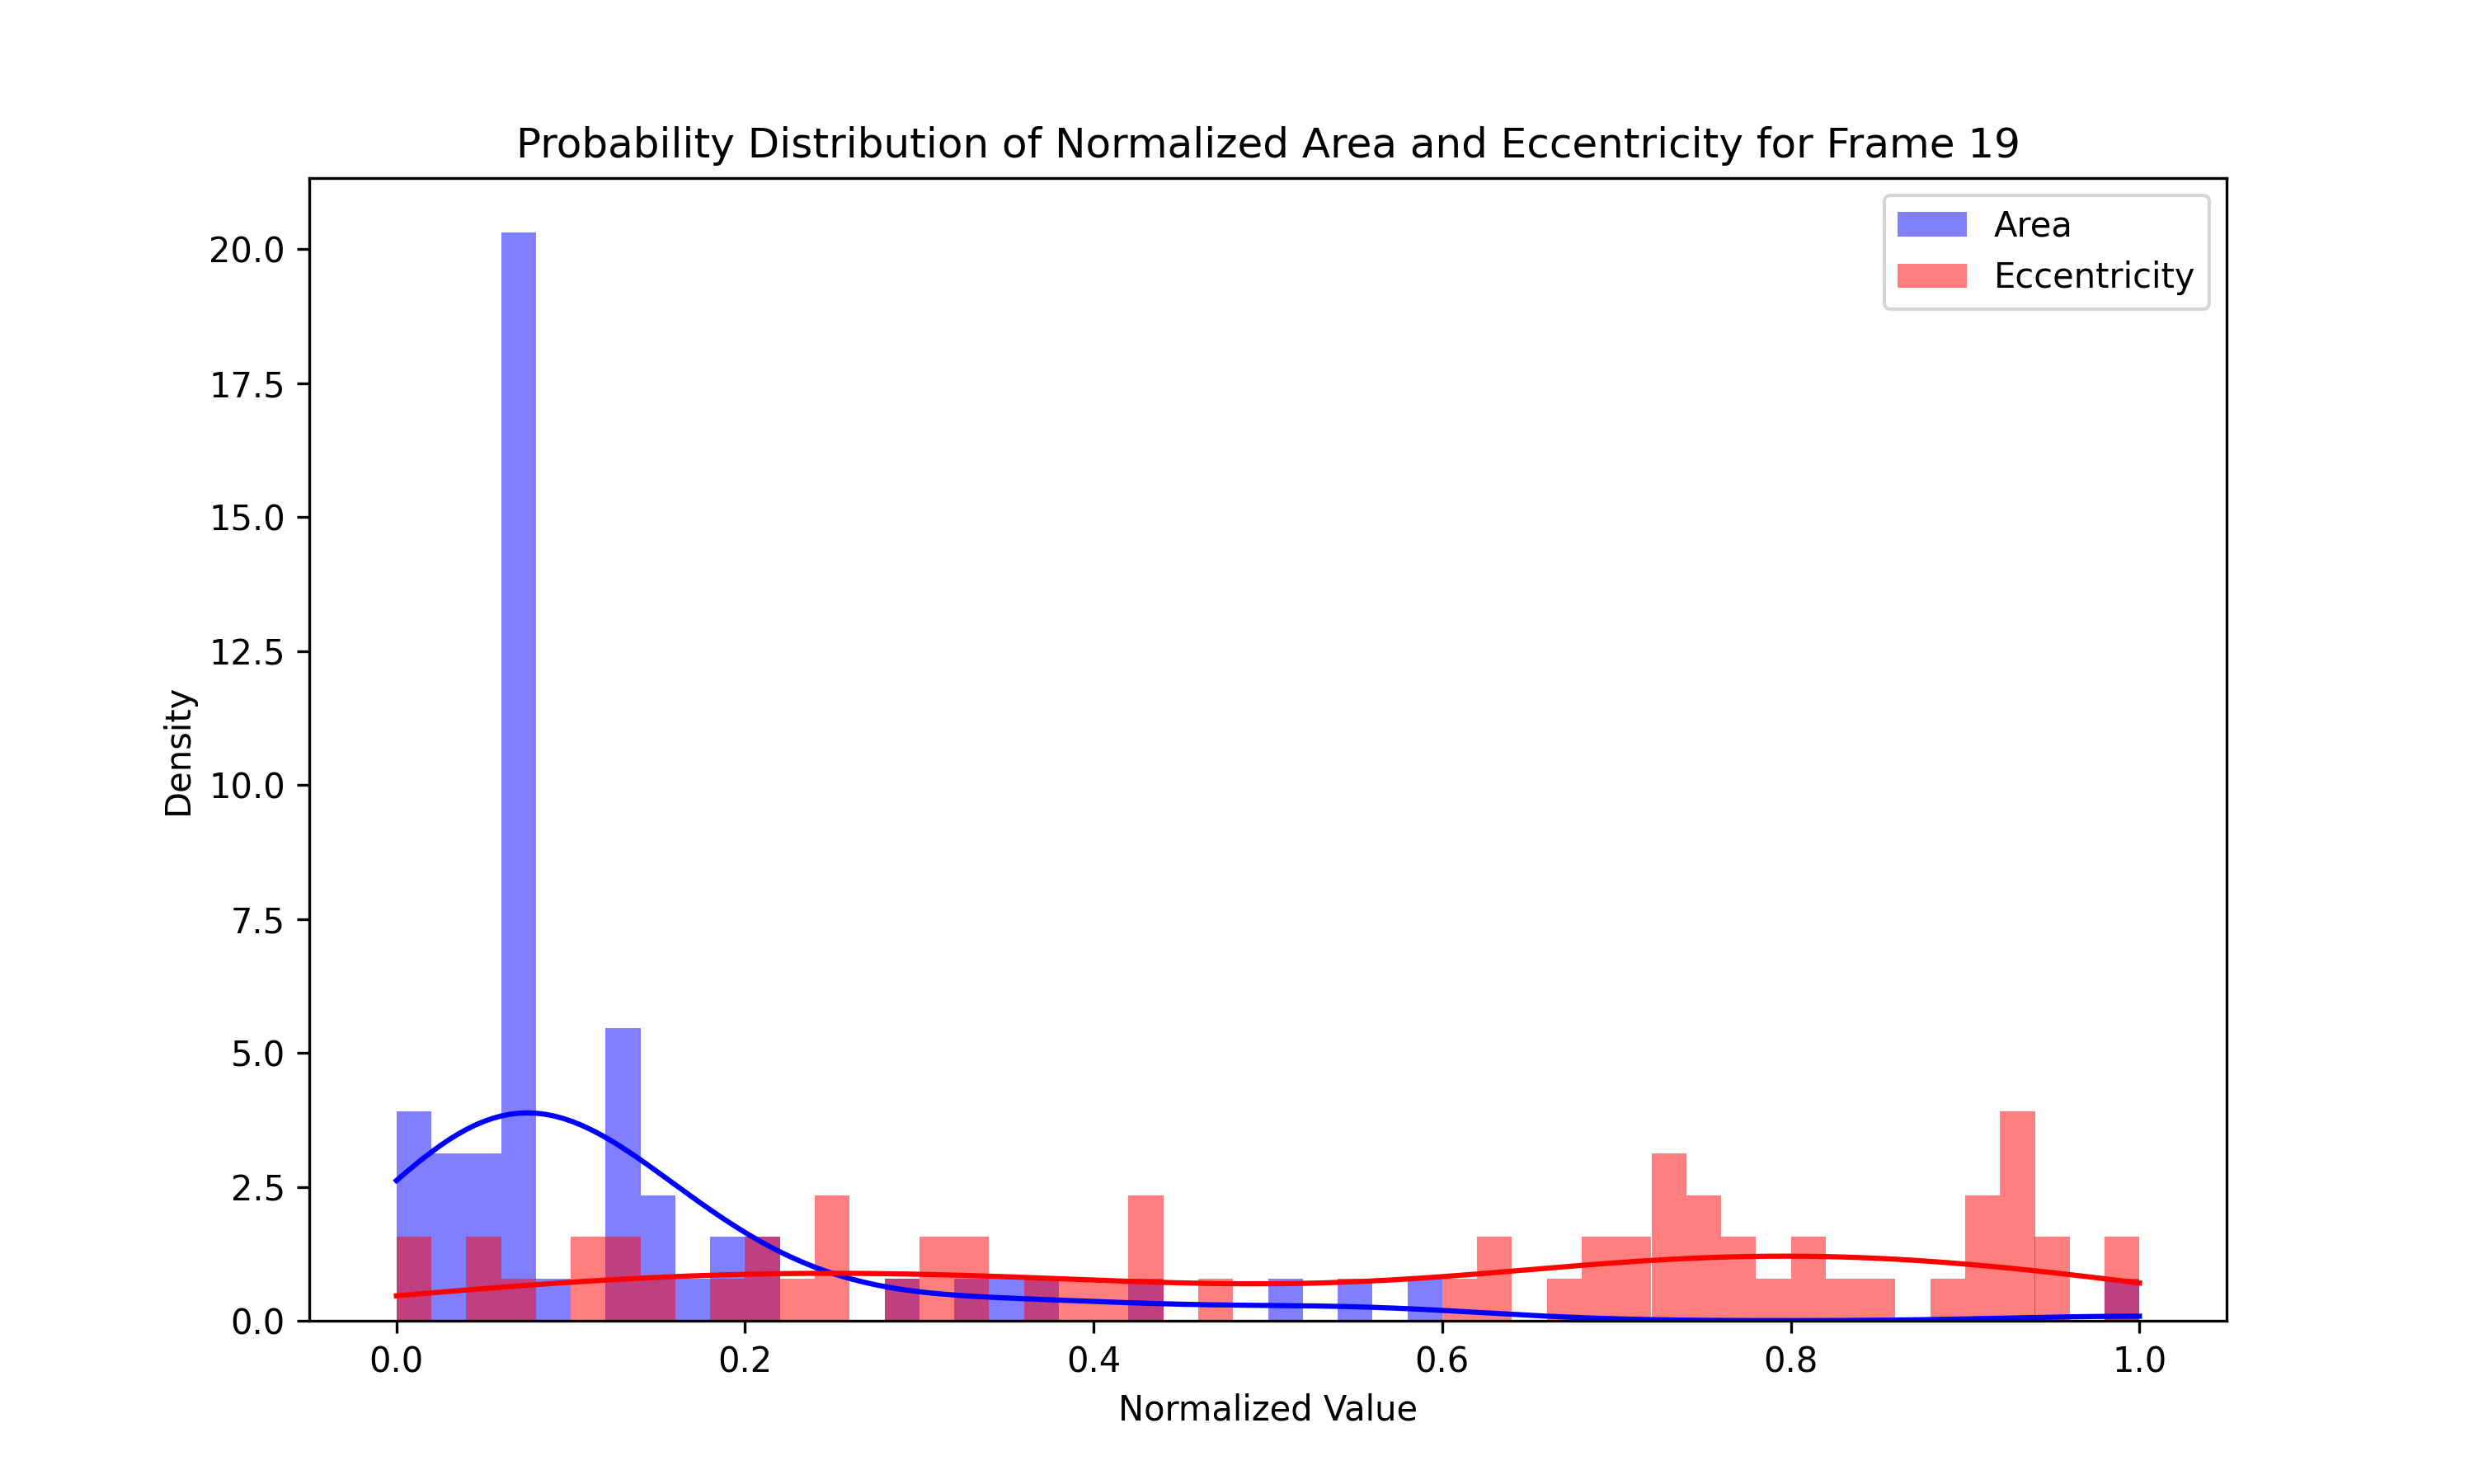 Probability Distribution of Normalized Area and Eccentricity for Frame 19
Area
Eccentricity
20.0
17.5
15.0
12.5
10.0
7.5
5.0
2.5
0.0
Density
0.0 0.2 0.4 0.6 0.8 1.0
Normalized Value